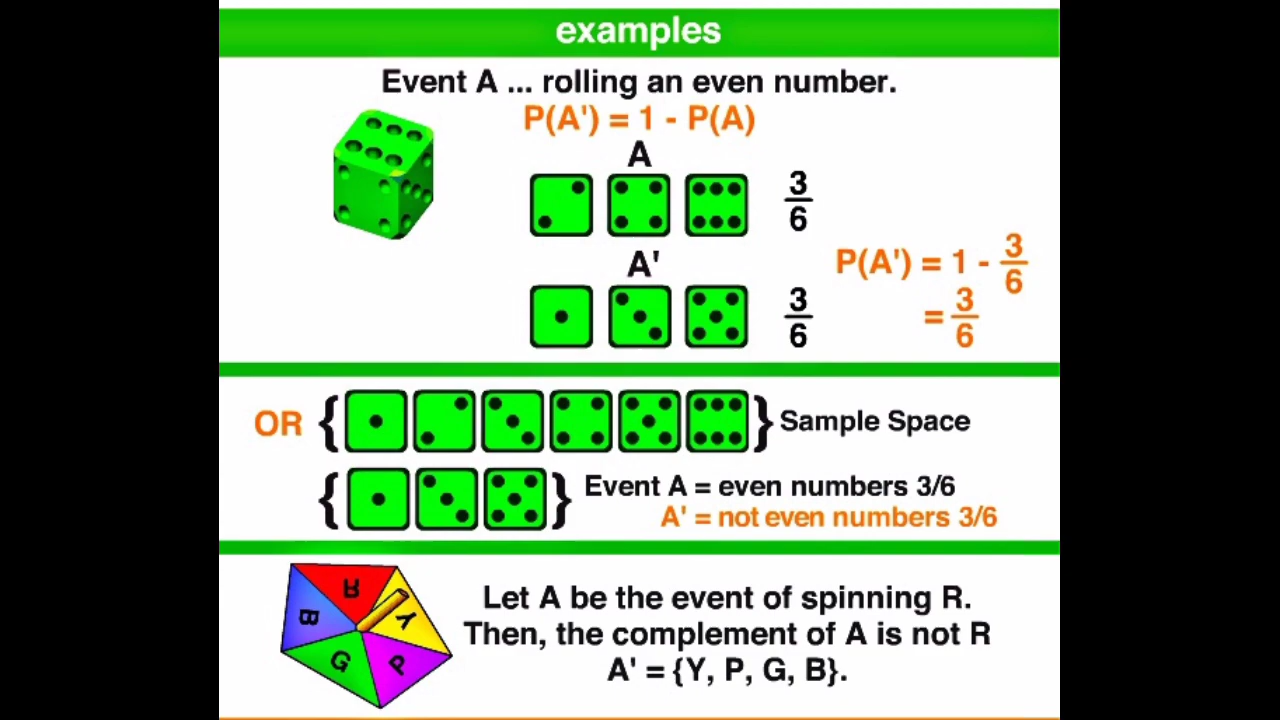 examples
Event A ... rolling an even number.
P(A') = 1 - P(A)
A
3/6
A'
3/6
P(A') = 1 - 3/6
= 3/6
OR { } Sample Space
{ } Event A = even numbers 3/6
A' = not even numbers 3/6
R
B
Y
G
P
Let A be the event of spinning R.
Then, the complement of A is not R
A' = {Y, P, G, B}.